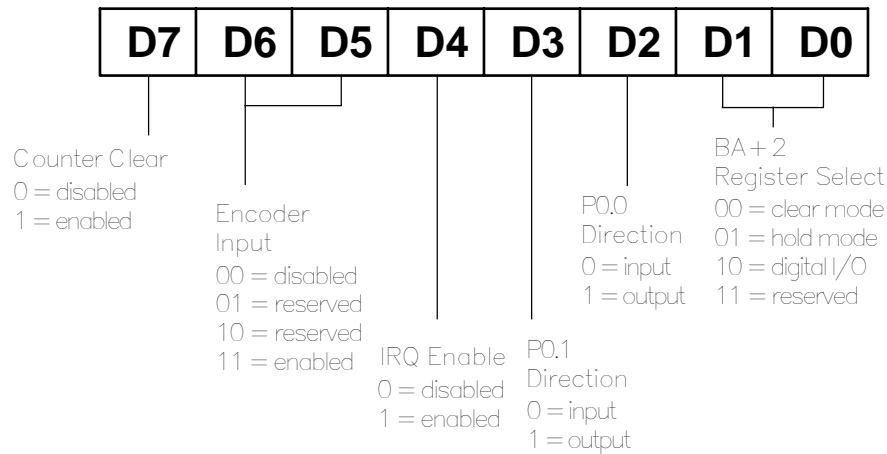 D7 D6 D5 D4 D3 D2 D1 D0
Counter Clear
0 = disabled
1 = enabled
Encoder
Input
00 = disabled
01 = reserved
10 = reserved
11 = enabled
IRQ Enable
0 = disabled
1 = enabled
P0.1
Direction
0 = input
1 = output
P0.0
Direction
0 = input
1 = output
BA + 2
Register Select
00 = clear mode
01 = hold mode
10 = digital I/O
11 = reserved